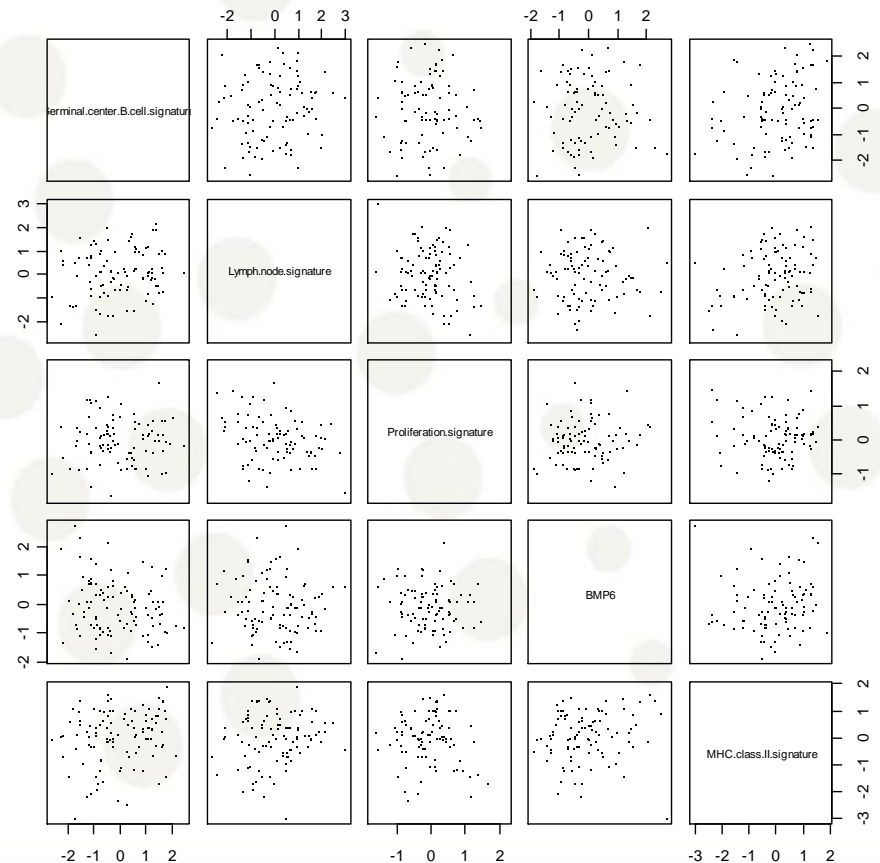 -2 0 1 2 3 -2 -1 0 1 2
Germinal.center.B.cell.signature
-2 -1 0 1 2
-2 0 1 2 3
Lymph.node.signature
Proliferation.signature
-1 0 1 2
-2 -1 0 1 2
BMP6
MHC.class.II.signature
-3 -2 -1 0 1 2
-2 -1 0 1 2 -1 0 1 2 -3 -2 -1 0 1 2